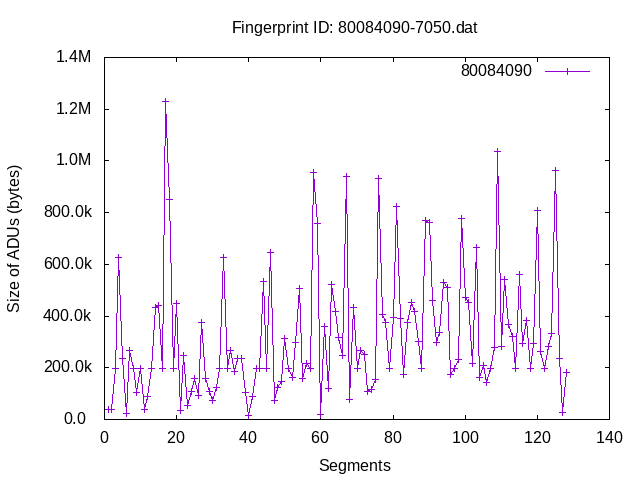 Fingerprint ID: 80084090-7050.dat
80084090
1.4M
1.2M
1.0M
800.0k
600.0k
400.0k
200.0k
0.0
0 20 40 60 80 100 120 140
Size of ADUs (bytes)
Segments